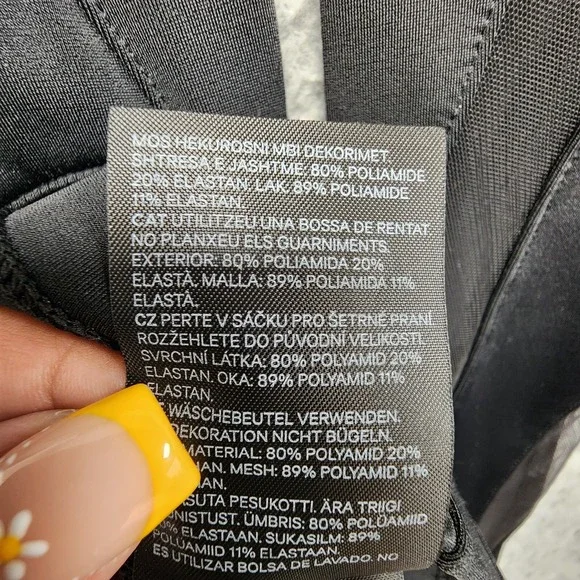 MOS HEKUROSNI MBI DEKORIMET.
SHTRESA E JASHTME: 80% POLIAMIDE
20% ELASTAN. LAK: 89% POLIAMIDE
11% ELASTAN.
CAT UTILITZEU UNA BOSSA DE RENTAT.
NO PLANXEU ELS GUARNIMENTS.
EXTERIOR: 80% POLIAMIDA 20%
ELASTÀ. MALLA: 89% POLIAMIDA 11%
ELASTÀ.
CZ PERTE V SÁČKU PRO ŠETRNÉ PRANÍ.
ROZŽEHLETE DO PŮVODNÍ VELIKOSTI.
SVRCHNÍ LÁTKA: 80% POLYAMID 20%
ELASTAN. OKA: 89% POLYAMID 11%
ELASTAN.
WÄSCHEBEUTEL VERWENDEN.
DEKORATION NICHT BÜGELN.
MATERIAL: 80% POLYAMID 20%
MESH: 89% POLYAMID 11%
PESUKOTTI. ÄRA TRIIGI
ÜMBRIS: 80% POLÜAMIID
ELASTAAN. SUKASILM: 89%
POLÜAMIID 11% ELASTAAN.
ES UTILIZAR BOLSA DE LAVADO. NO